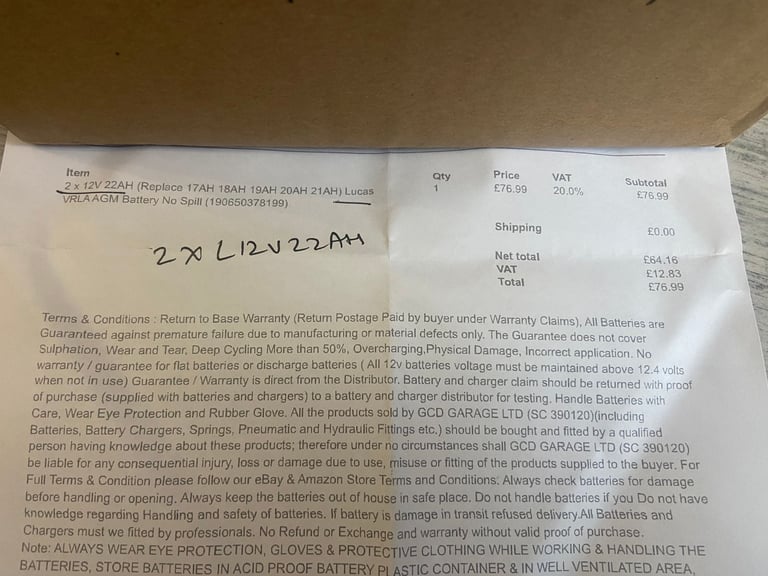 Item Qty Price VAT Subtotal
2 x 12V 22AH (Replace 17AH 18AH 19AH 20AH 21AH) Lucas 1 £76.99 20.0% £76.99
VRLA AGM Battery No Spill (190650378199)
Shipping £0.00
2 X L12V22AH
Net total £64.16
VAT £12.83
Total £76.99
Terms & Conditions : Return to Base Warranty (Return Postage Paid by buyer under Warranty Claims), All Batteries are
Guaranteed against premature failure due to manufacturing or material defects only. The Guarantee does not cover
Sulphation, Wear and Tear, Deep Cycling More than 50%, Overcharging,Physical Damage, Incorrect application. No
warranty / guarantee for flat batteries or discharge batteries ( All 12v batteries voltage must be maintained above 12.4 volts
when not in use) Guarantee / Warranty is direct from the Distributor. Battery and charger claim should be returned with proof
of purchase (supplied with batteries and chargers) to a battery and charger distributor for testing. Handle Batteries with
Care, Wear Eye Protection and Rubber Glove. All the products sold by GCD GARAGE LTD (SC 390120)(including
Batteries, Battery Chargers, Springs, Pneumatic and Hydraulic Fittings etc.) should be bought and fitted by a qualified
person having knowledge about these products; therefore under no circumstances shall GCD GARAGE LTD (SC 390120)
be liable for any consequential injury, loss or damage due to use, misuse or fitting of the products supplied to the buyer. For
Full Terms & Condition please follow our eBay & Amazon Store Terms and Conditions. Always check batteries for damage
before handling or opening. Always keep the batteries out of house in safe place. Do not handle batteries if you Do not have
knowledge regarding Handling and safety of batteries. If battery is damage in transit refused delivery.All Batteries and
Chargers must we fitted by professionals. No Refund or Exchange and warranty without valid proof of purchase.
Note: ALWAYS WEAR EYE PROTECTION, GLOVES & PROTECTIVE CLOTHING WHILE WORKING & HANDLING THE
BATTERIES, STORE BATTERIES IN ACID PROOF BATTERY PLASTIC CONTAINER & IN WELL VENTILATED AREA,